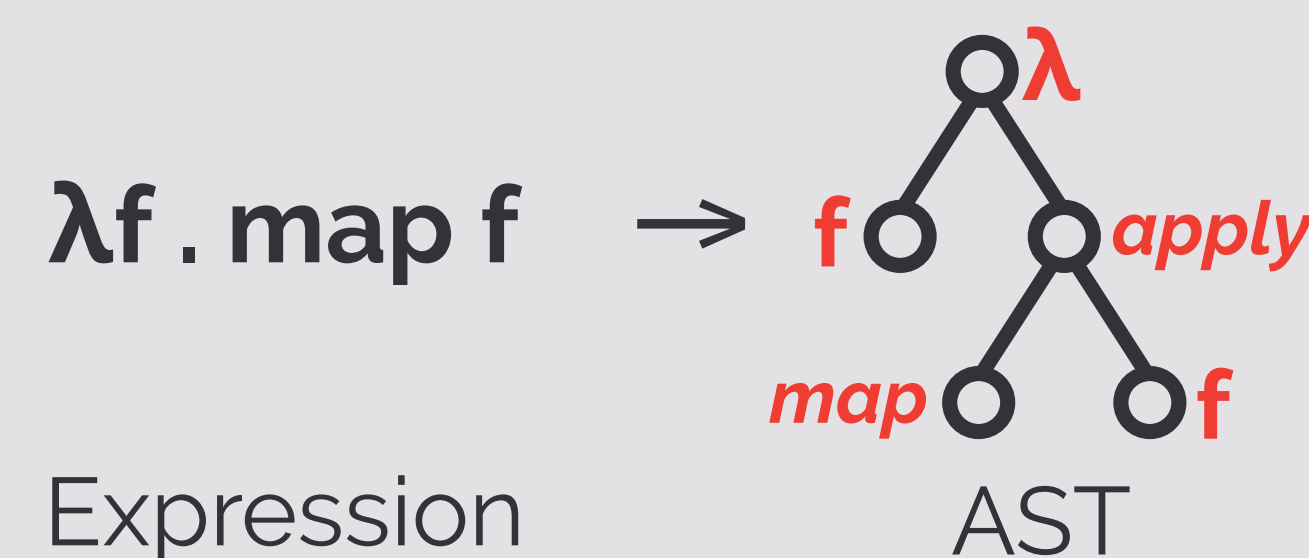 λ
λf . map f → f apply
map f
Expression AST